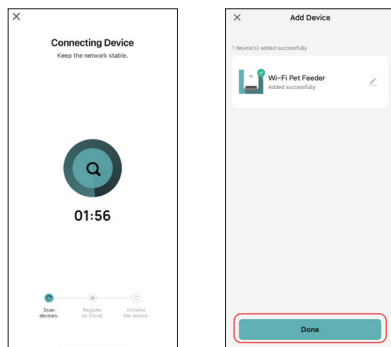 Connecting Device
Keep the network stable.
01:56
Scan
devices.
Register
on Cloud.
Initialize
the device.
Add Device
1 device(s) added successfully
Wi-Fi Pet Feeder
Added successfully
Done